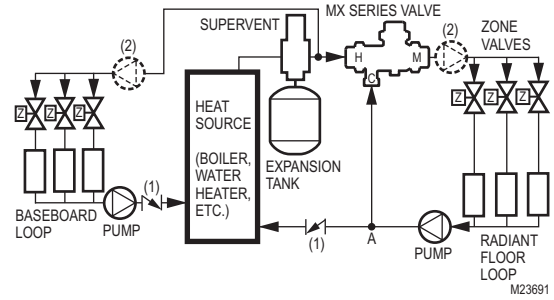 SUPERVENT
MX SERIES VALVE
(2)
(2)
ZONE
VALVES
H
M
C
Z
Z
Z
Z
Z
Z
HEAT
SOURCE
(BOILER,
WATER
HEATER,
ETC.)
EXPANSION
TANK
(1)
BASEBOARD
LOOP
PUMP
(1)
A
PUMP
RADIANT
FLOOR
LOOP
M23691